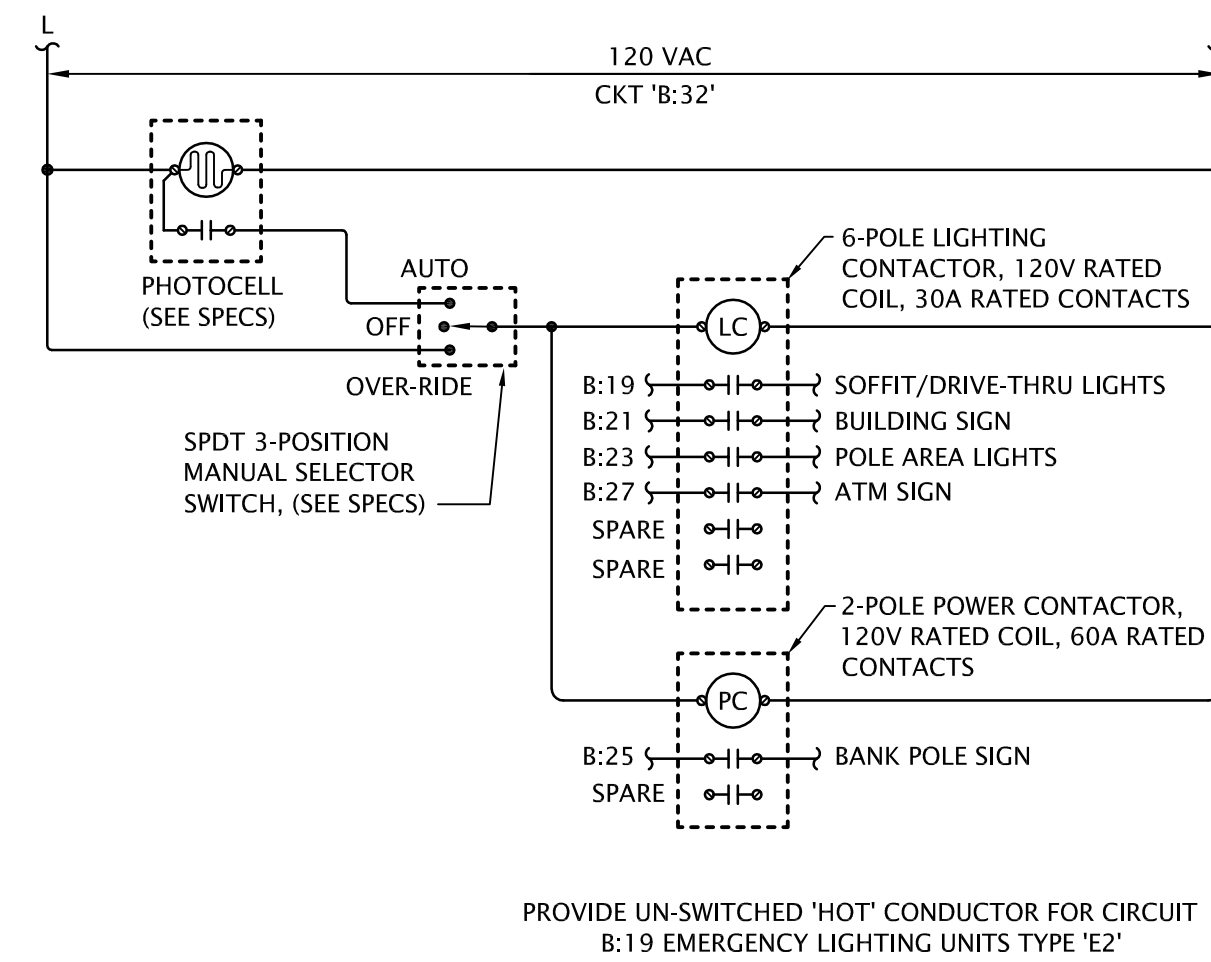 L
120 VAC
CKT 'B:32'
PHOTOCELL
(SEE SPECS)
AUTO
OFF
OVER-RIDE
SPDT 3-POSITION
MANUAL SELECTOR
SWITCH, (SEE SPECS)
6-POLE LIGHTING
CONTACTOR, 120V RATED
COIL, 30A RATED CONTACTS
LC
B:19 SOFFIT/DRIVE-THRU LIGHTS
B:21 BUILDING SIGN
B:23 POLE AREA LIGHTS
B:27 ATM SIGN
SPARE
SPARE
2-POLE POWER CONTACTOR,
120V RATED COIL, 60A RATED
CONTACTS
PC
B:25 BANK POLE SIGN
SPARE
PROVIDE UN-SWITCHED 'HOT' CONDUCTOR FOR CIRCUIT
B:19 EMERGENCY LIGHTING UNITS TYPE 'E2'